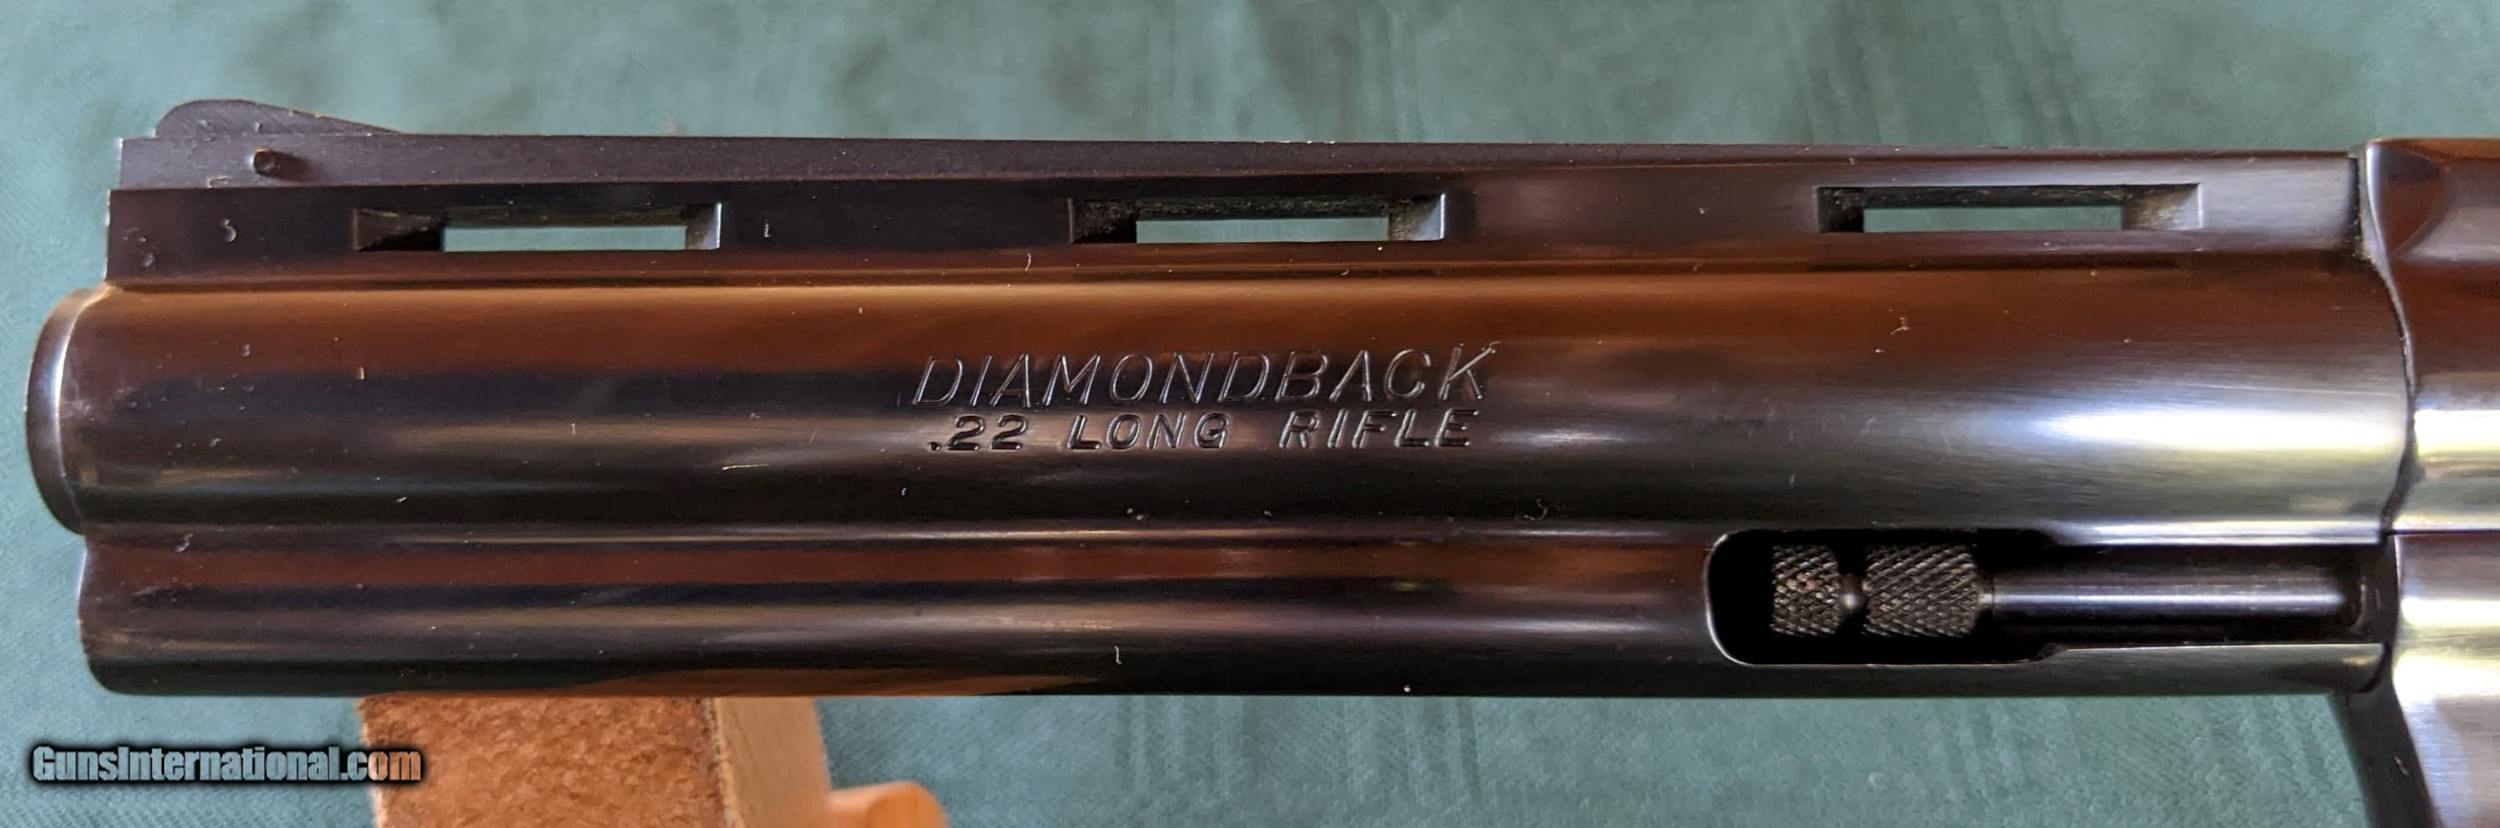 DIAMONDBACK
.22 LONG RIFLE
GunsInternational.com